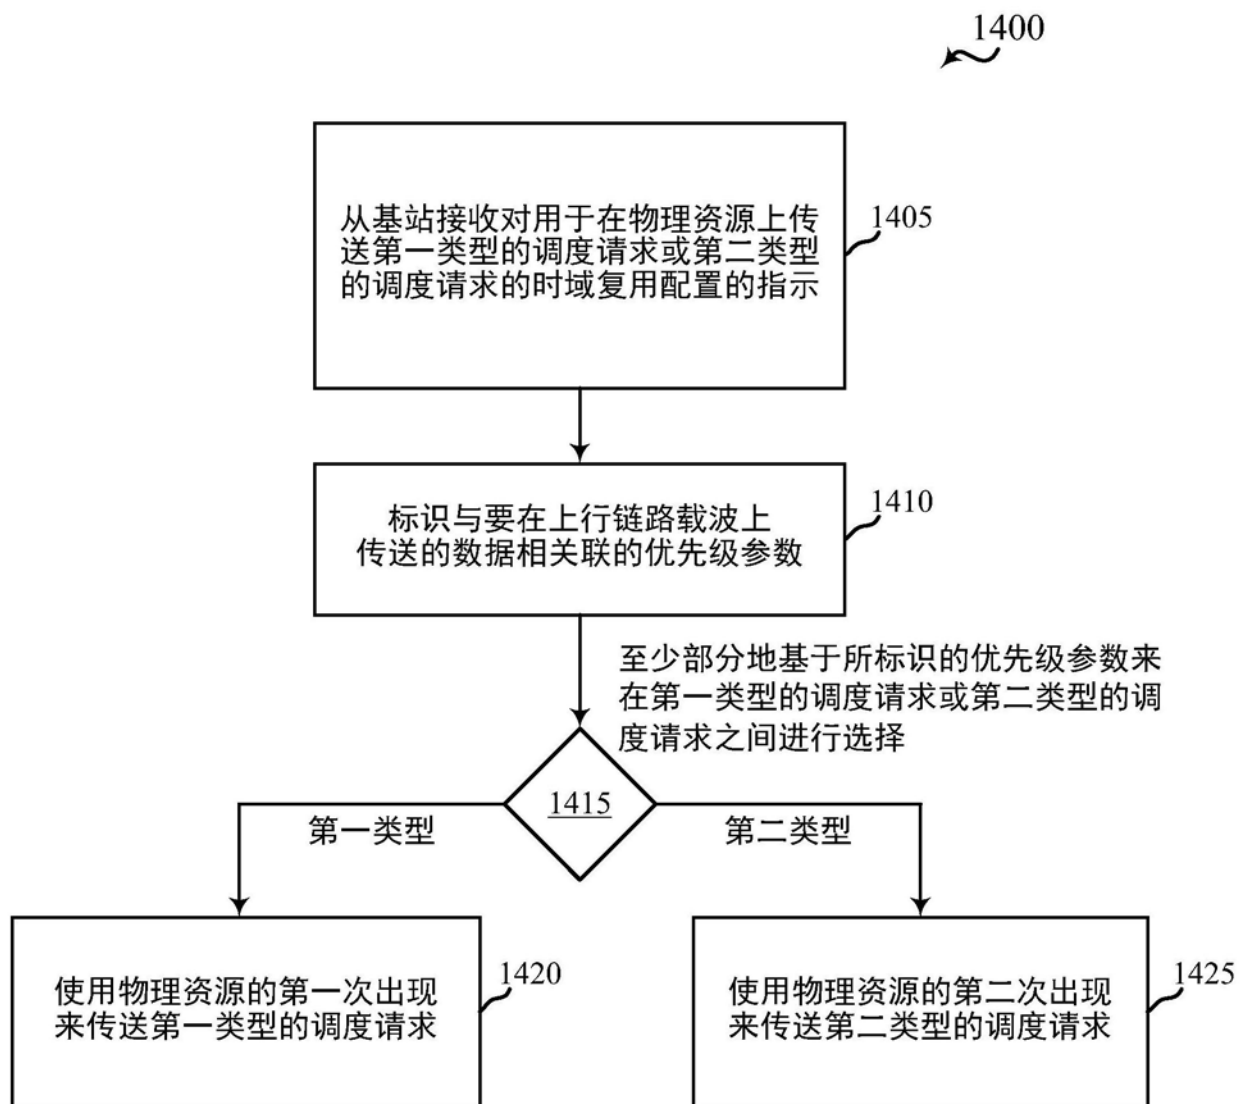 1400
从基站接收对用于在物理资源上传
送第一类型的调度请求或第二类型
的调度请求的时域复用配置的指示
1405
标识与要在上行链路载波上
传送的数据相关联的优先级参数
1410
至少部分地基于所标识的优先级参数来
在第一类型的调度请求或第二类型的调
度请求之间进行选择
1415
第一类型
第二类型
使用物理资源的第一次出现
来传送第一类型的调度请求
1420
使用物理资源的第二次出现
来传送第二类型的调度请求
1425